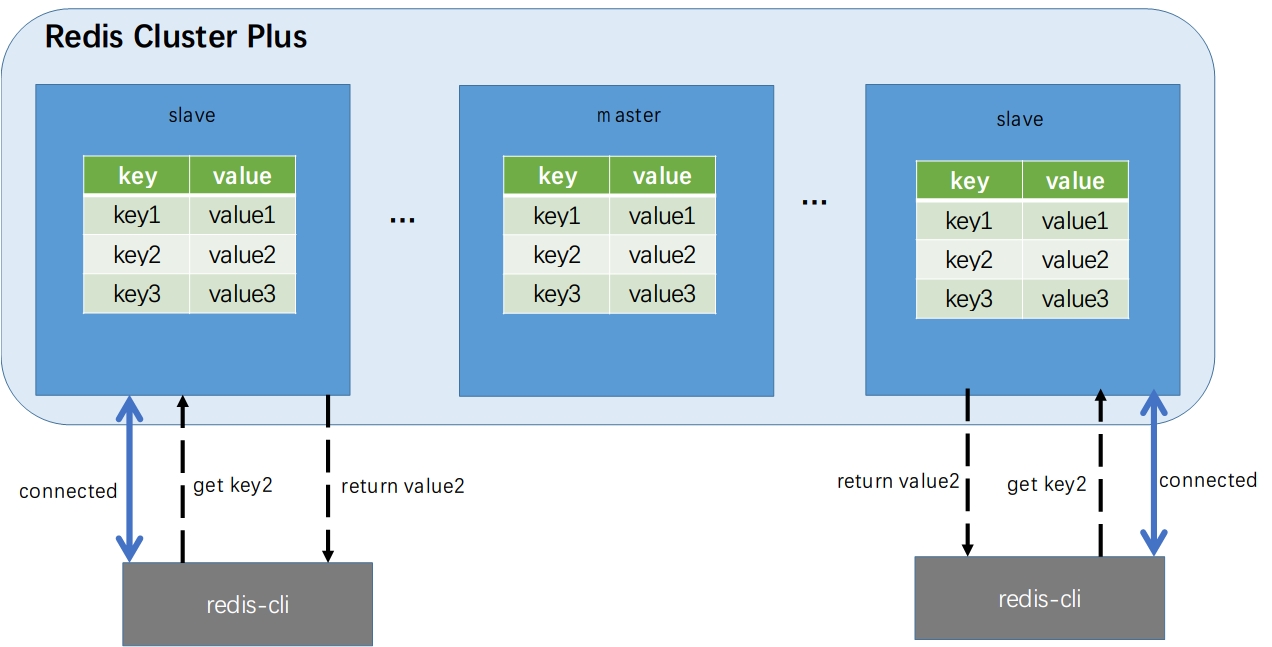 Redis Cluster Plus
slave
key value
key1 value1
key2 value2
key3 value3
...
master
key value
key1 value1
key2 value2
key3 value3
...
slave
key value
key1 value1
key2 value2
key3 value3
connected
get key2
return value2
redis-cli
return value2
get key2
connected
redis-cli